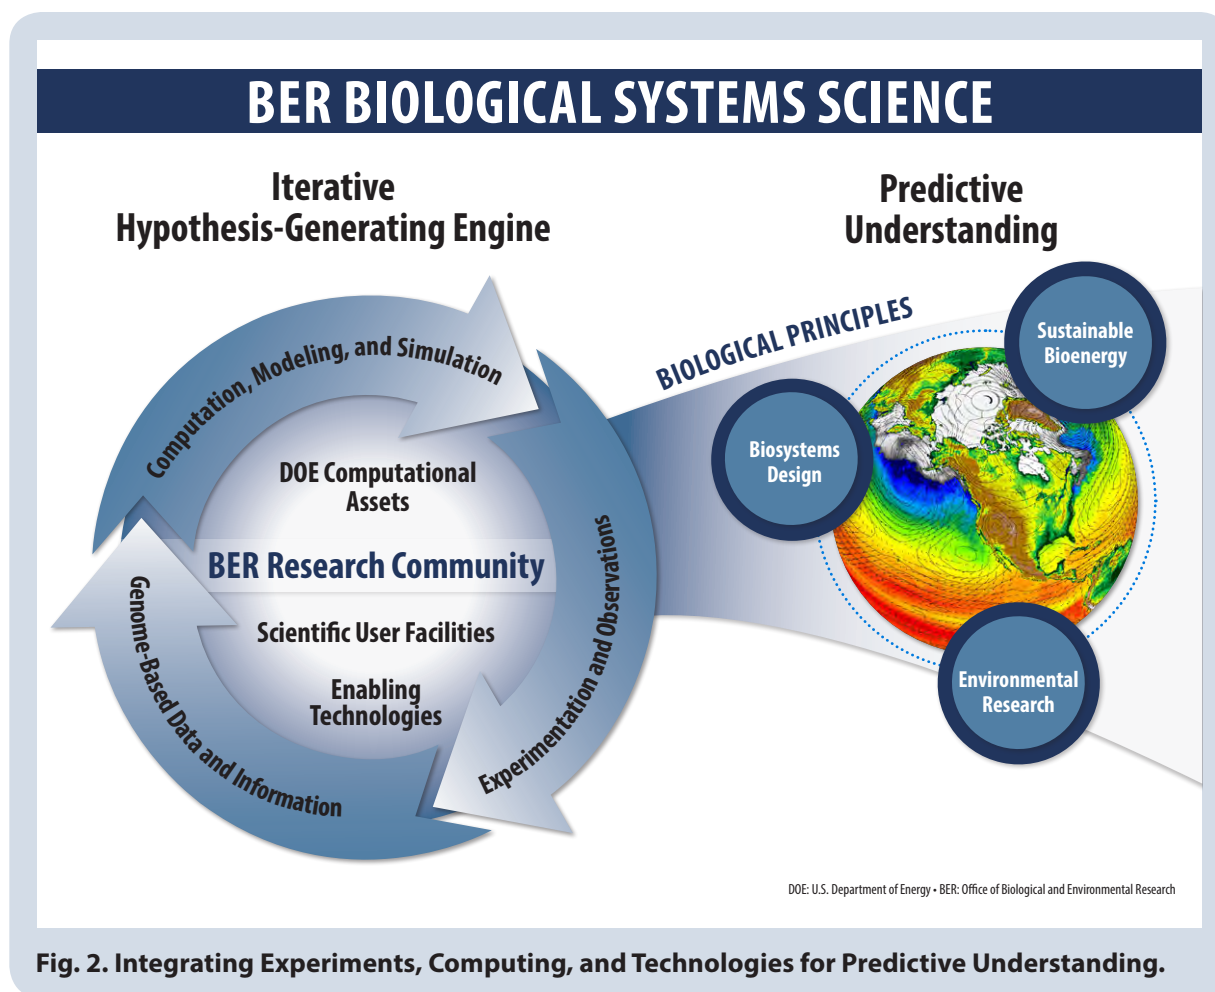 BER BIOLOGICAL SYSTEMS SCIENCE
Iterative
Hypothesis-Generating Engine
Predictive
Understanding
Computation, Modeling, and Simulation
Experimentation and Observations
Genome-Based Data and Information
DOE Computational
Assets
BER Research Community
Scientific User Facilities
Enabling
Technologies
BIOLOGICAL PRINCIPLES
Sustainable
Bioenergy
Biosystems
Design
Environmental
Research
DOE: U.S. Department of Energy • BER: Office of Biological and Environmental Research
Fig. 2. Integrating Experiments, Computing, and Technologies for Predictive Understanding.